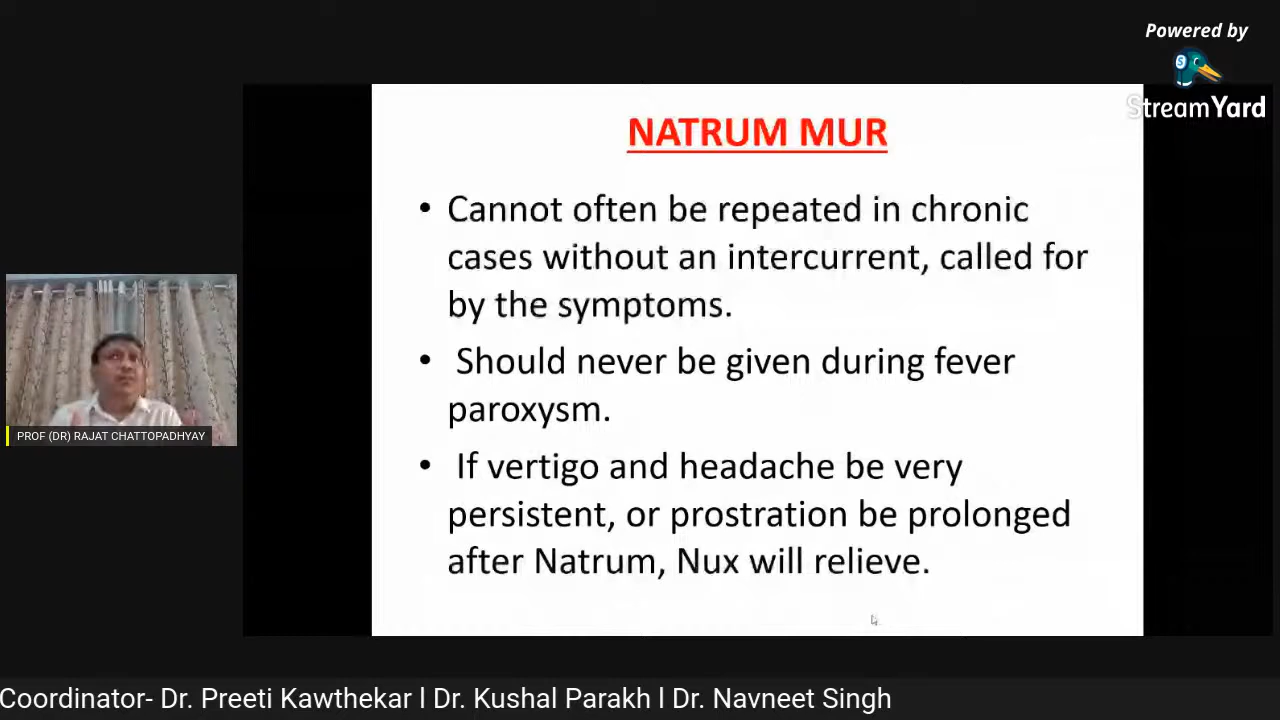 Powered by
StreamYard
NATRUM MUR
• Cannot often be repeated in chronic
cases without an intercurrent, called for
by the symptoms.
• Should never be given during fever
paroxysm.
• If vertigo and headache be very
persistent, or prostration be prolonged
after Natrum, Nux will relieve.
PROF (DR) RAJAT CHATTOPADHYAY
Coordinator- Dr. Preeti Kawthekar l Dr. Kushal Parakh l Dr. Navneet Singh